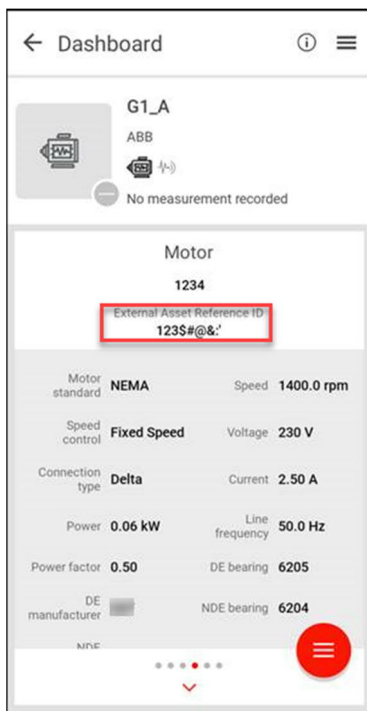 Dashboard
G1_A
ABB
No measurement recorded
Motor
1234
External Asset Reference ID
123$#@&:'
Motor standard NEMA Speed 1400.0 rpm
Speed control Fixed Speed Voltage 230 V
Connection type Delta Current 2.50 A
Power 0.06 kW Line frequency 50.0 Hz
Power factor 0.50 DE bearing 6205
DE manufacturer NDE bearing 6204
NDE